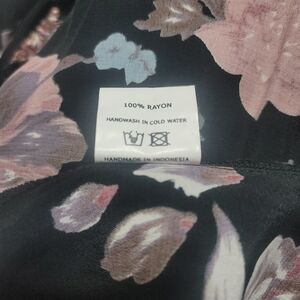 100% RAYON
HANDWASH IN COLD WATER
HANDMADE IN INDONESIA